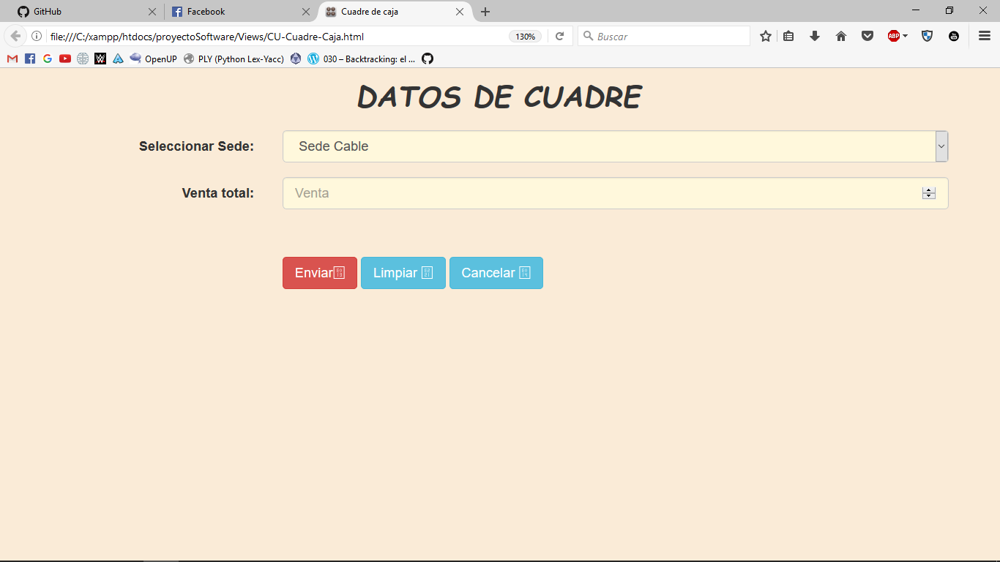 GitHub
Facebook
Cuadre de caja
file:///C:/xampp/htdocs/proyectoSoftware/Views/CU-Cuadre-Caja.html
130%
Buscar
ABP
OpenUP
PLY (Python Lex-Yacc)
030 – Backtracking: el ...
DATOS DE CUADRE
Seleccionar Sede:
Sede Cable
Venta total:
Venta
Enviar
Limpiar
Cancelar